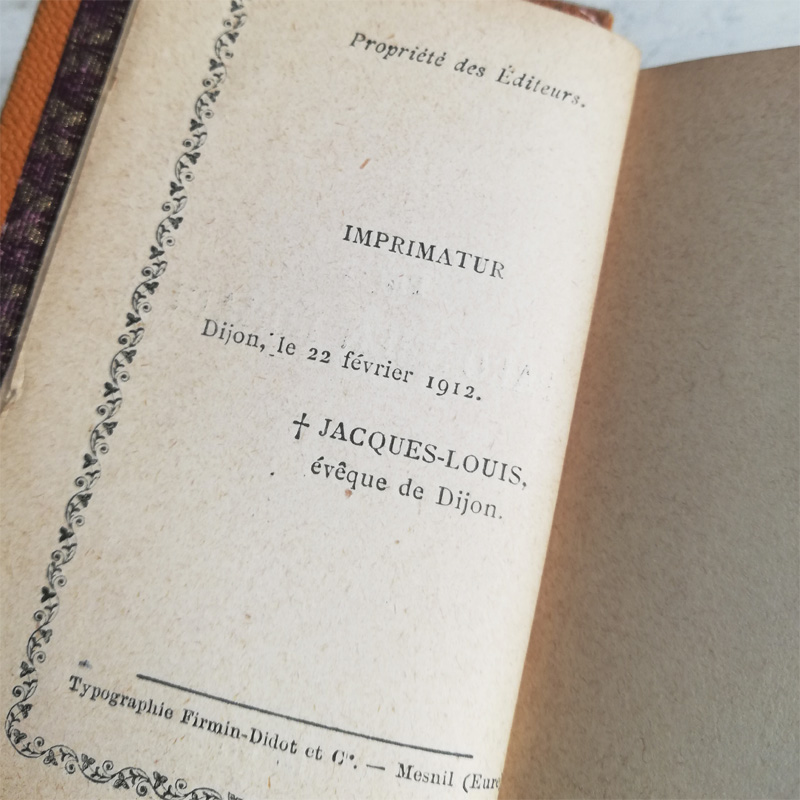 Propriété des Éditeurs.
IMPRIMATUR
Dijon, le 22 février 1912.
† JACQUES-LOUIS,
évêque de Dijon.
Typographie Firmin-Didot et Cie. — Mesnil (Eure